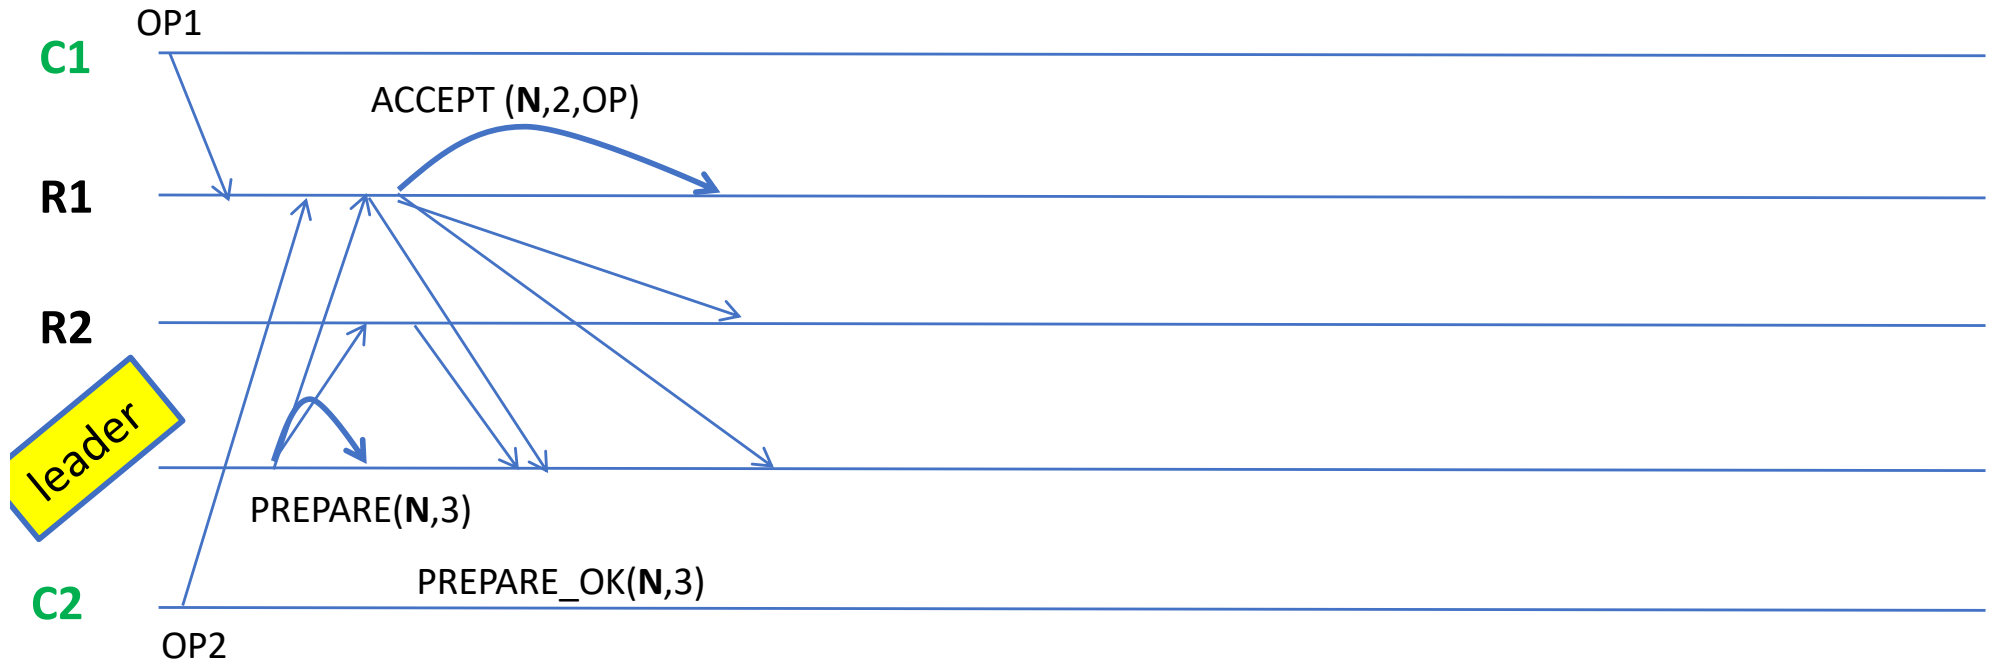 OP1
C1
ACCEPT (N,2,OP)
R1
R2
leader
PREPARE(N,3)
PREPARE_OK(N,3)
C2
OP2